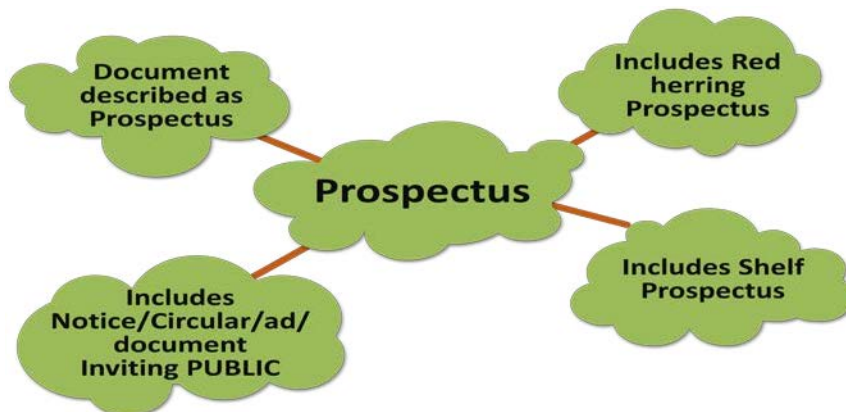 Document
described as
Prospectus
Includes Red
herring
Prospectus
Prospectus
Includes
Notice/Circular/ad/
document
Inviting PUBLIC
Includes Shelf
Prospectus